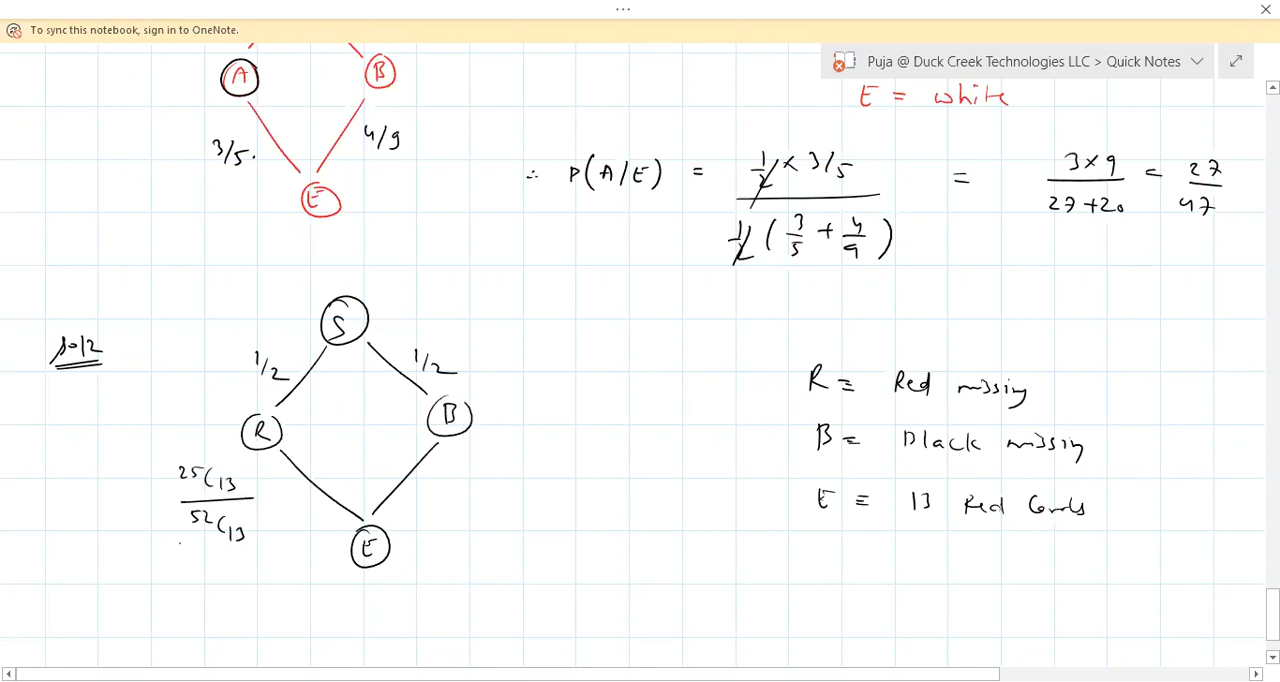 To sync this notebook, sign in to OneNote.
Puja @ Duck Creek Technologies LLC > Quick Notes
A
B
E = white
3/5.
4/9
E
∴ P(A/E) = 1/2 × 3/5 / 1/2 (3/5 + 4/9) = 3×9 / 27+20 = 27/47
sol2
S
1/2
1/2
R ≡ Red missing
R
B
B ≡ Black missing
25C13 / 52C13
E ≡ 13 Red Cards
E